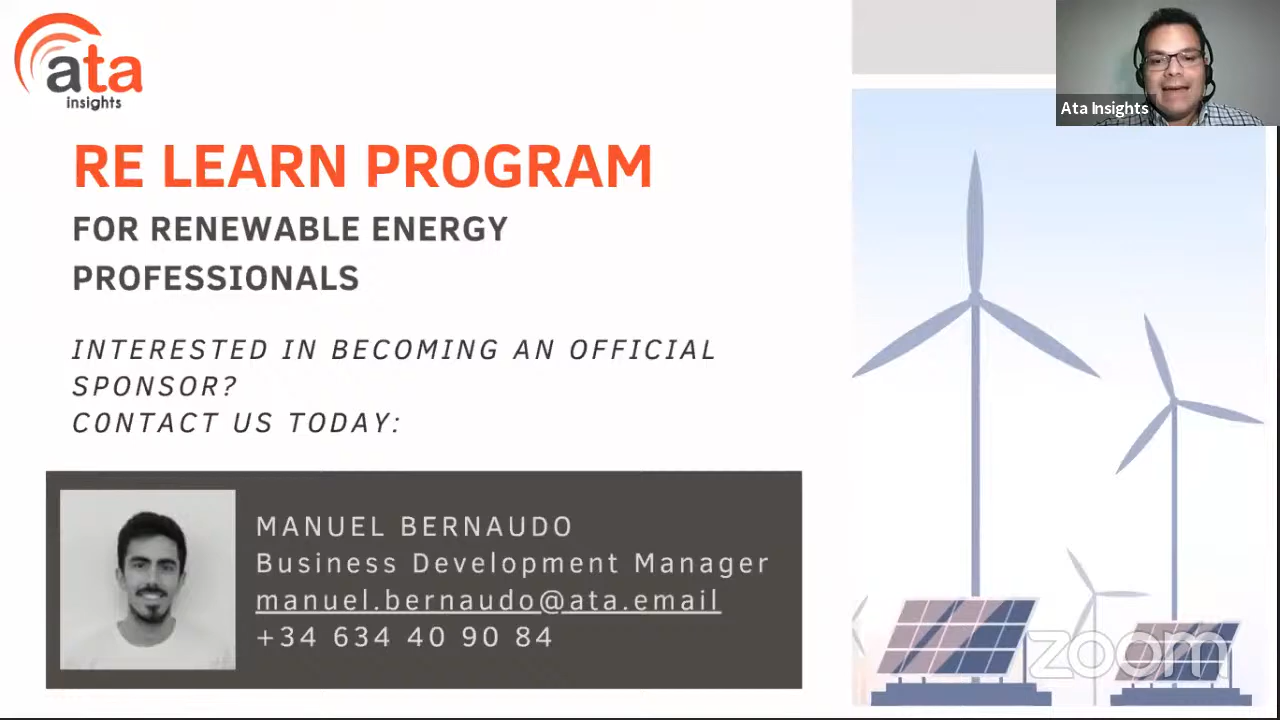 ata
insights
Ata Insights
RE LEARN PROGRAM
FOR RENEWABLE ENERGY
PROFESSIONALS
INTERESTED IN BECOMING AN OFFICIAL
SPONSOR?
CONTACT US TODAY:
MANUEL BERNAUDO
Business Development Manager
manuel.bernaudo@ata.email
+34 634 40 90 84
zoom